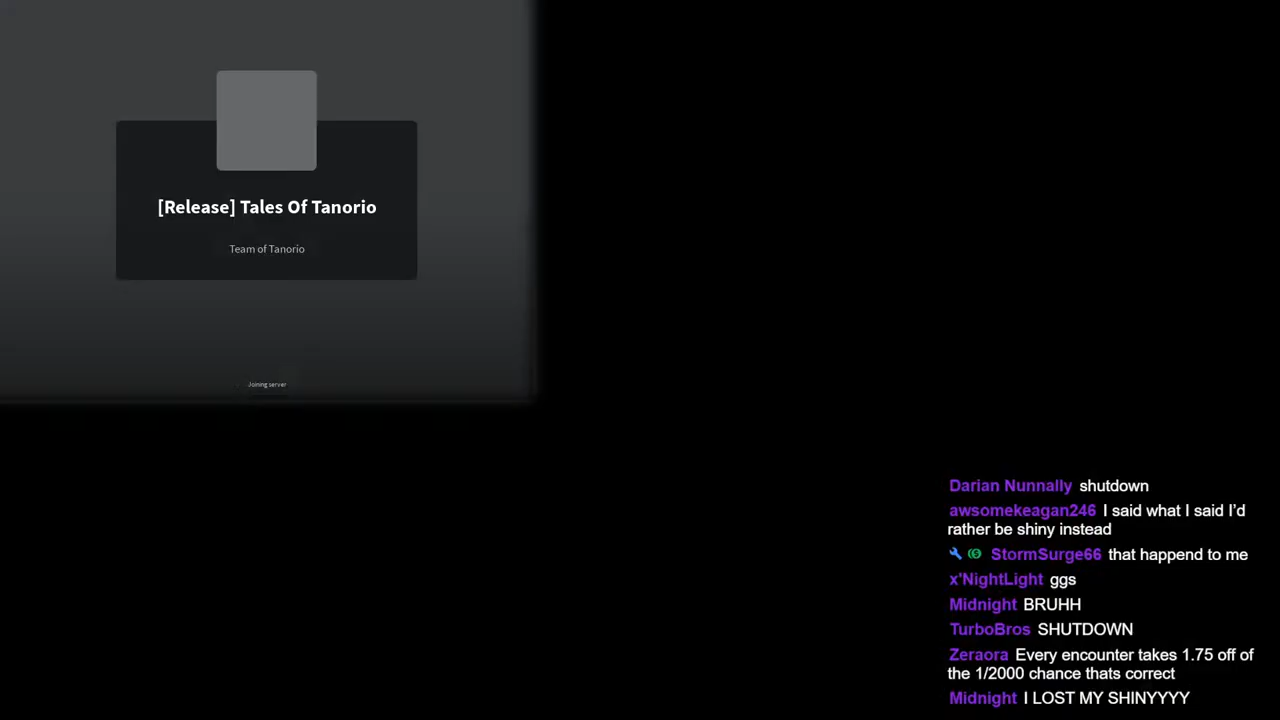 [Release] Tales Of Tanorio
Team of Tanorio
Joining server
Darian Nunnally shutdown
awsomekeagan246 I said what I said I’d
rather be shiny instead
StormSurge66 that happend to me
x'NightLight ggs
Midnight BRUHH
TurboBros SHUTDOWN
Zeraora Every encounter takes 1.75 off of
the 1/2000 chance thats correct
Midnight I LOST MY SHINYYYY